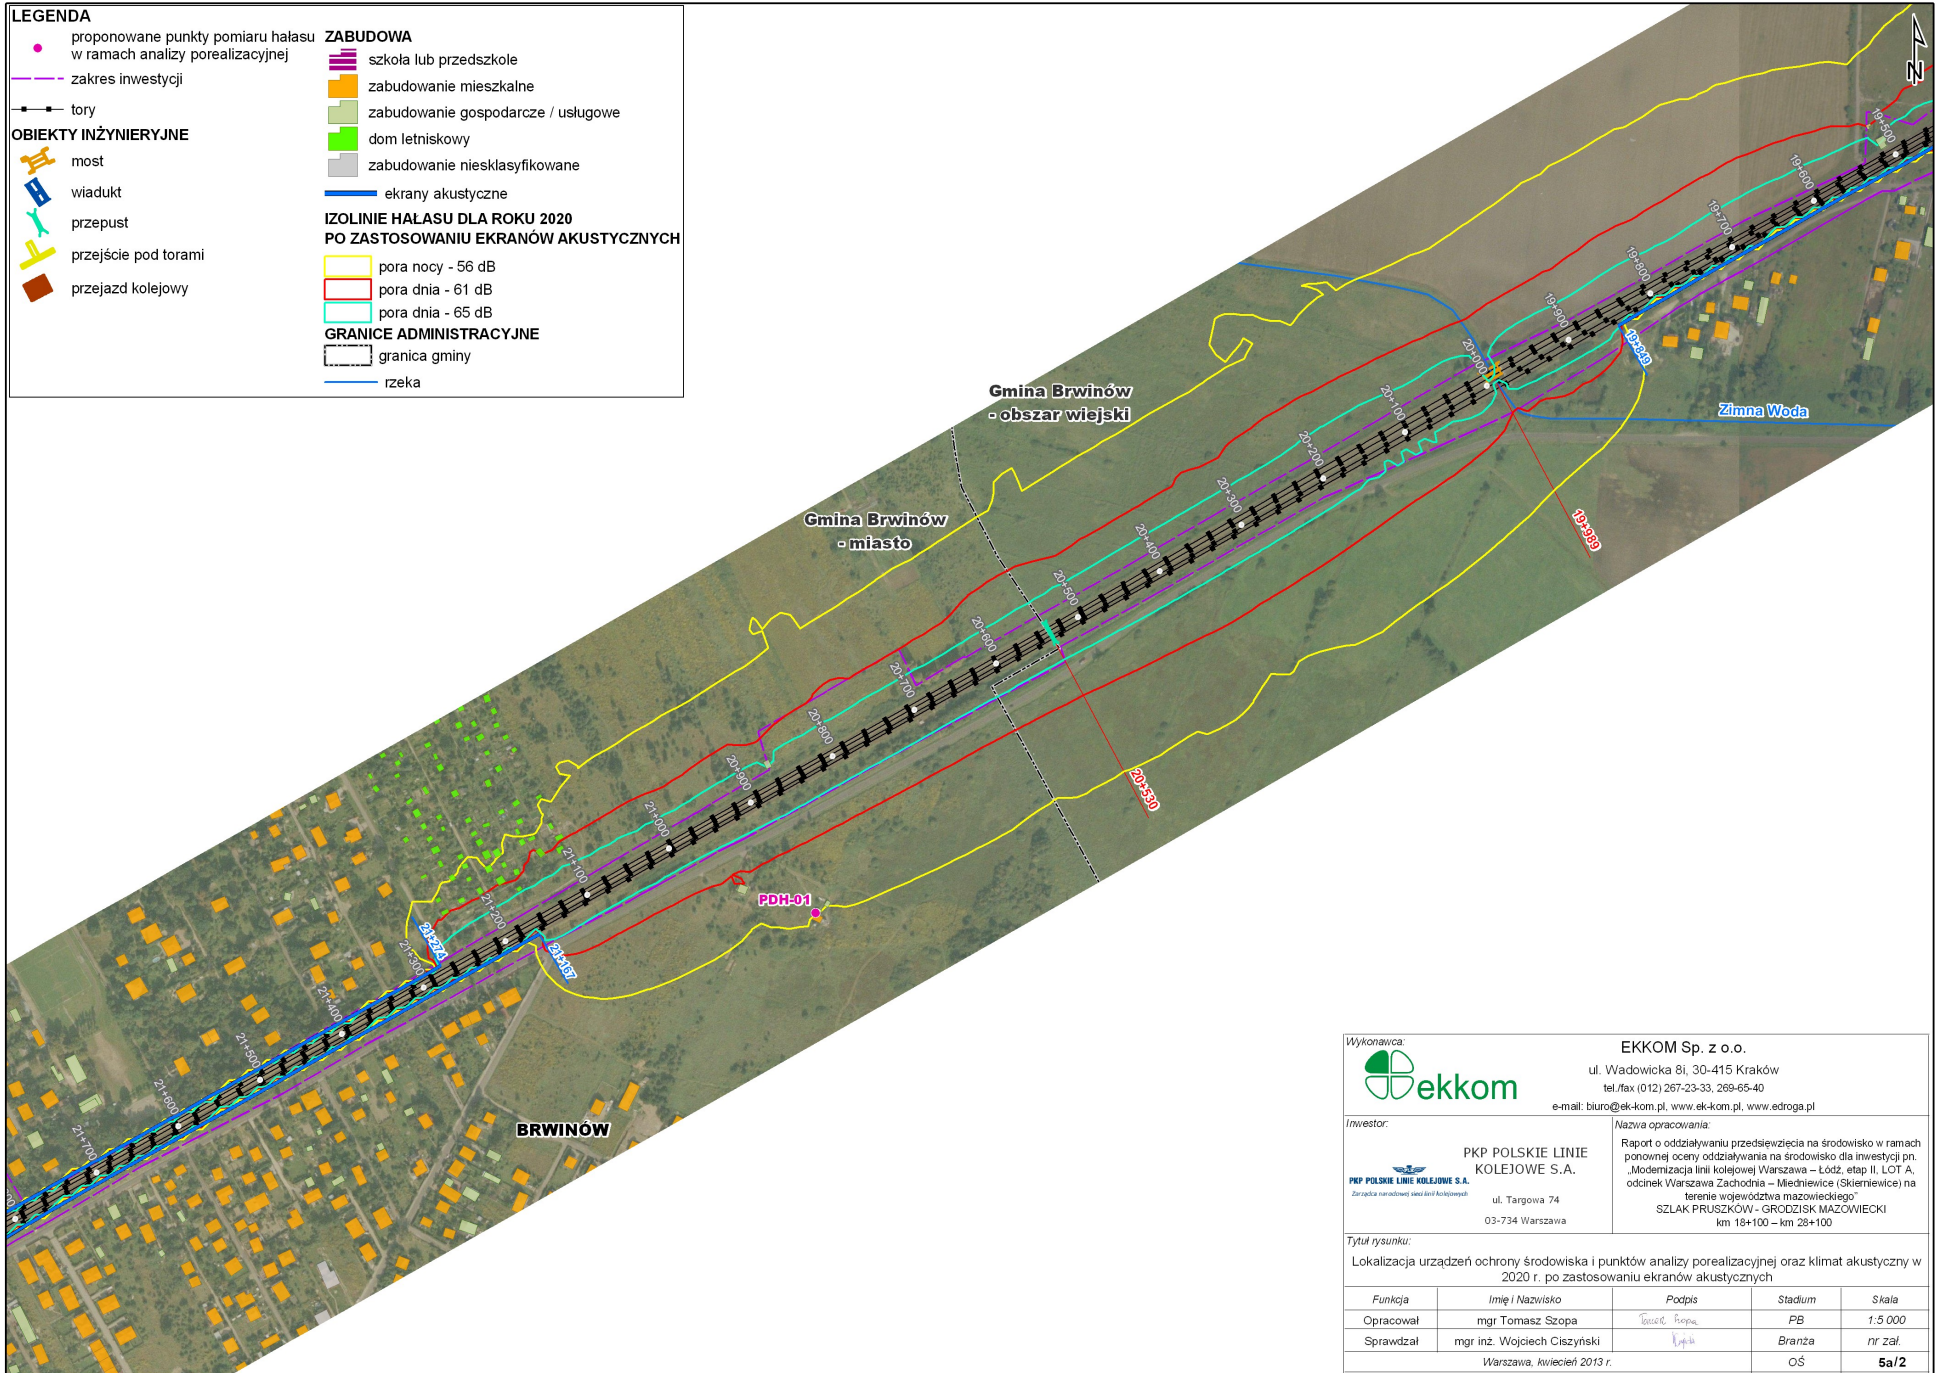 LEGENDA
proponowane punkty pomiaru hałasu
w ramach analizy porealizacyjnej
zakres inwestycji
tory
OBIEKTY INŻYNIERYJNE
most
wiadukt
przepust
przejście pod torami
przejazd kolejowy
ZABUDOWA
szkoła lub przedszkole
zabudowanie mieszkalne
zabudowanie gospodarcze / usługowe
dom letniskowy
zabudowanie niesklasyfikowane
ekrany akustyczne
IZOLINIE HAŁASU DLA ROKU 2020
PO ZASTOSOWANIU EKRANÓW AKUSTYCZNYCH
pora nocy - 56 dB
pora dnia - 61 dB
pora dnia - 65 dB
GRANICE ADMINISTRACYJNE
granica gminy
rzeka
N
19+500
19+600
19+700
19+800
19+900
20+000
19+849
Zimna Woda
Gmina Brwinów
- obszar wiejski
20+100
20+200
20+300
19+989
20+400
Gmina Brwinów
- miasto
20+500
20+600
20+700
20+800
20+530
20+900
21+000
21+100
PDH-01
21+200
21+274
21+300
21+167
21+400
21+500
21+600
21+700
BRWINÓW
Wykonawca:
ekkom
EKKOM Sp. z o.o.
ul. Wadowicka 8i, 30-415 Kraków
tel./fax (012) 267-23-33, 269-65-40
e-mail: biuro@ek-kom.pl, www.ek-kom.pl, www.edroga.pl
Inwestor:
PKP POLSKIE LINIE KOLEJOWE S.A.
Zarządca narodowej sieci linii kolejowych
PKP POLSKIE LINIE
KOLEJOWE S.A.
ul. Targowa 74
03-734 Warszawa
Nazwa opracowania:
Raport o oddziaływaniu przedsięwzięcia na środowisko w ramach
ponownej oceny oddziaływania na środowisko dla inwestycji pn.
„Modernizacja linii kolejowej Warszawa – Łódź, etap II, LOT A,
odcinek Warszawa Zachodnia – Miedniewice (Skierniewice) na
terenie województwa mazowieckiego”
SZLAK PRUSZKÓW - GRODZISK MAZOWIECKI
km 18+100 – km 28+100
Tytuł rysunku:
Lokalizacja urządzeń ochrony środowiska i punktów analizy porealizacyjnej oraz klimat akustyczny w
2020 r. po zastosowaniu ekranów akustycznych
Funkcja Imię i Nazwisko Podpis Stadium Skala
Opracował mgr Tomasz Szopa PB 1:5 000
Sprawdzał mgr inż. Wojciech Ciszyński Branża nr zał.
Warszawa, kwiecień 2013 r. OŚ 5a/2